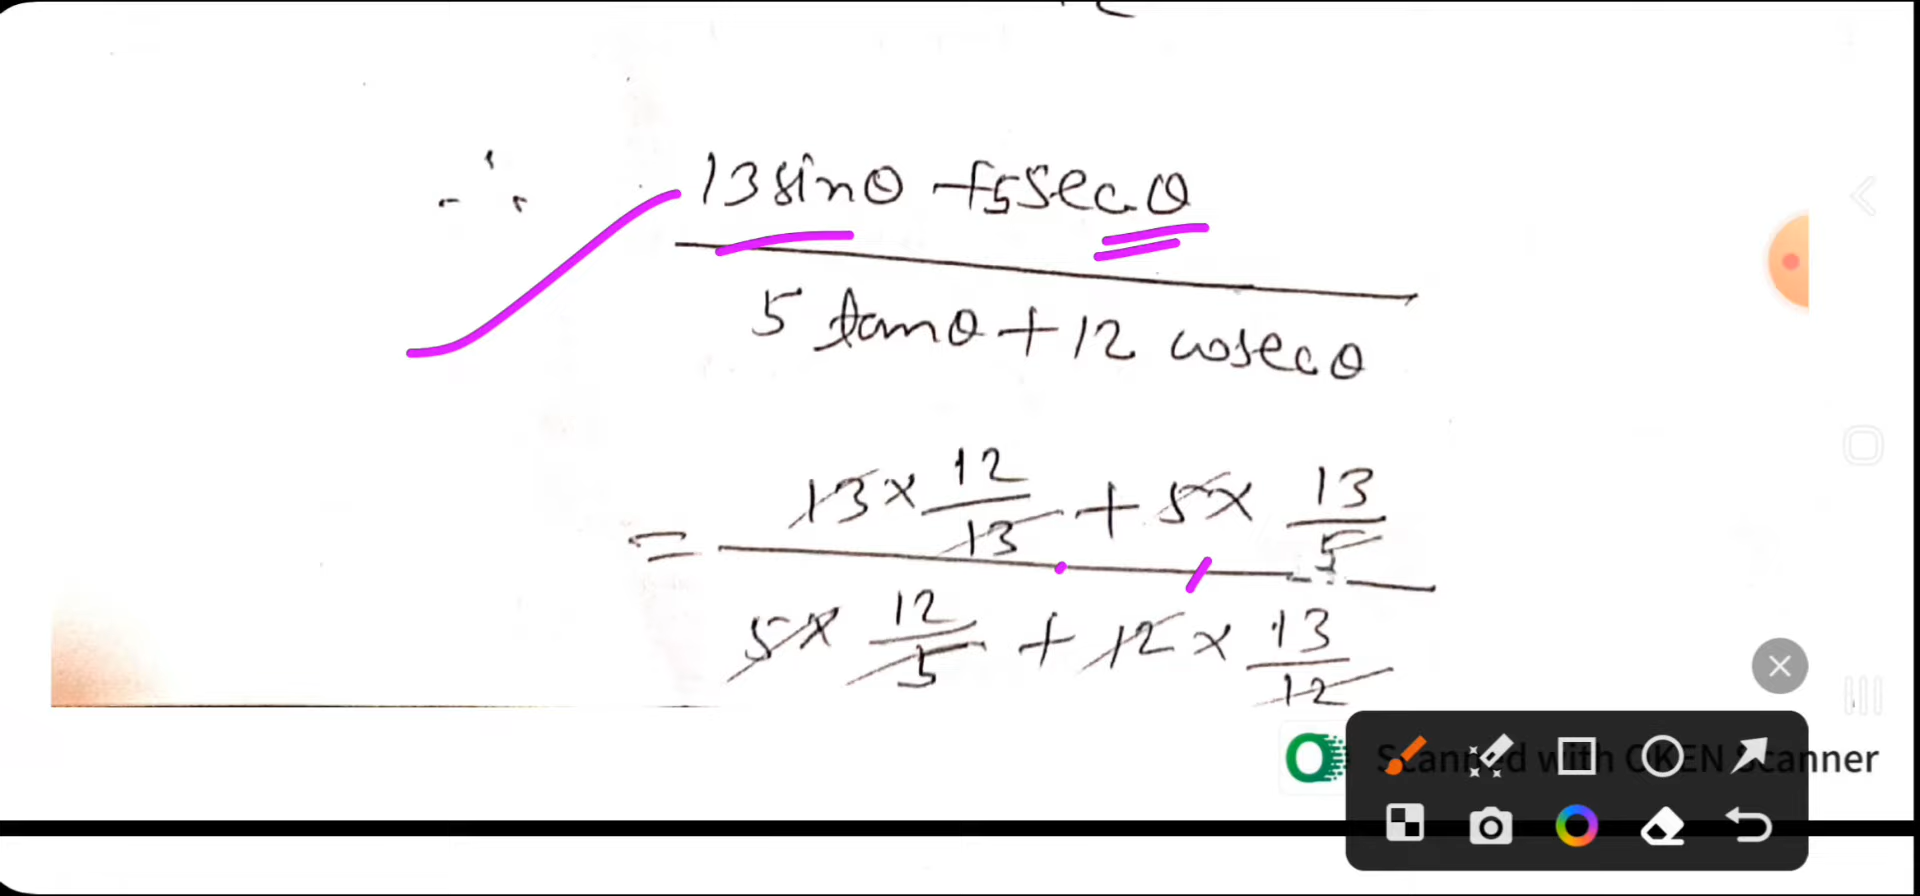 ∴ 13 sinθ + 5 secθ
5 tanθ + 12 cosecθ
= 13 × 12/13 + 5 × 13/5
5 × 12/5 + 12 × 13/12
Scanned with OKEN Scanner